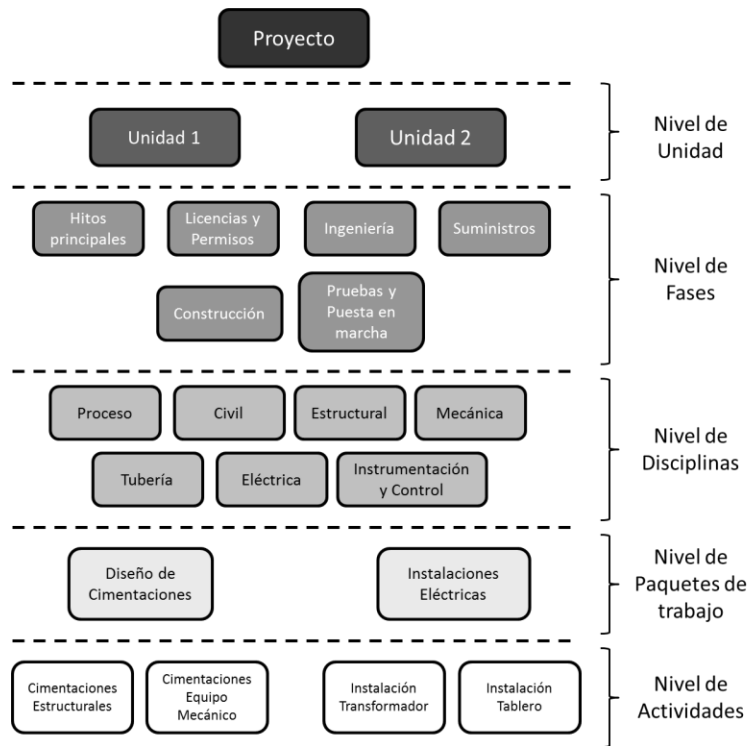 Proyecto
Unidad 1
Unidad 2
Nivel de
Unidad
Hitos
principales
Licencias y
Permisos
Ingeniería
Suministros
Construcción
Pruebas y
Puesta en
marcha
Nivel de
Fases
Proceso
Civil
Estructural
Mecánica
Tubería
Eléctrica
Instrumentación
y Control
Nivel de
Disciplinas
Diseño de
Cimentaciones
Instalaciones
Eléctricas
Nivel de
Paquetes de
trabajo
Cimentaciones
Estructurales
Cimentaciones
Equipo
Mecánico
Instalación
Transformador
Instalación
Tablero
Nivel de
Actividades